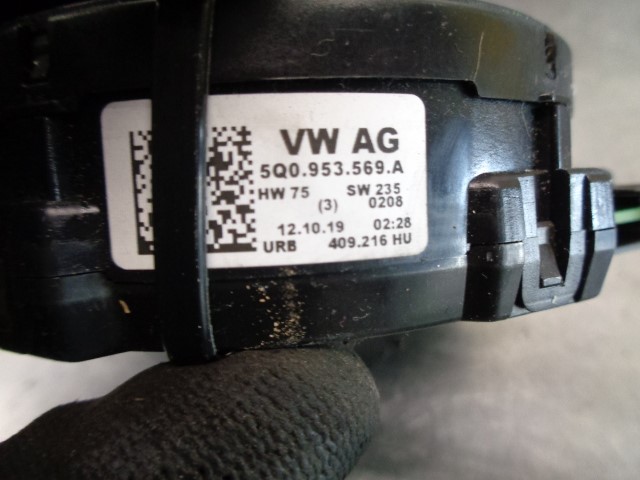 VW AG
5Q0.953.569.A
HW 75 SW 235
(3) 0208
12.10.19 02:28
URB 409.216 HU